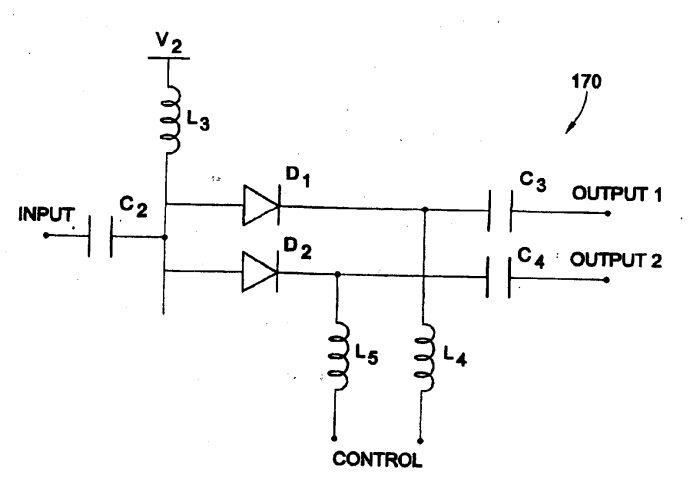 V2
L3
170
D1
C3
OUTPUT 1
INPUT
C2
D2
C4
OUTPUT 2
L5
L4
CONTROL